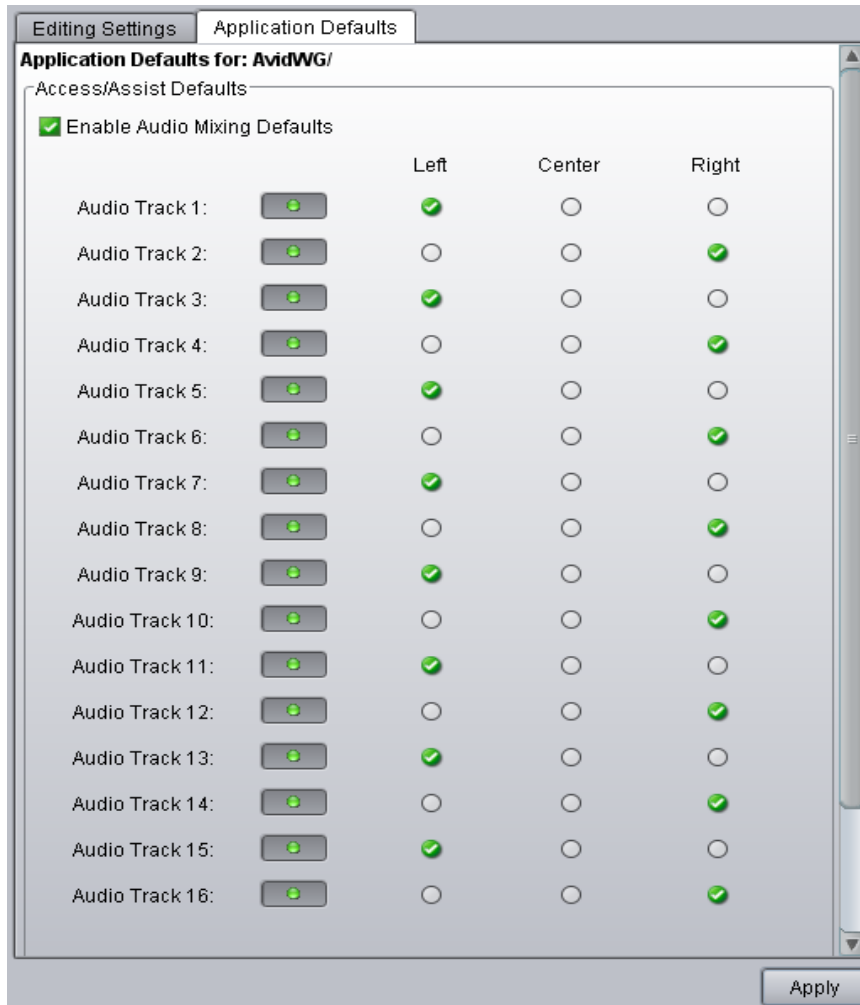 Editing Settings Application Defaults
Application Defaults for: AvidWG/
Access/Assist Defaults
Enable Audio Mixing Defaults
Left Center Right
Audio Track 1:
Audio Track 2:
Audio Track 3:
Audio Track 4:
Audio Track 5:
Audio Track 6:
Audio Track 7:
Audio Track 8:
Audio Track 9:
Audio Track 10:
Audio Track 11:
Audio Track 12:
Audio Track 13:
Audio Track 14:
Audio Track 15:
Audio Track 16:
Apply